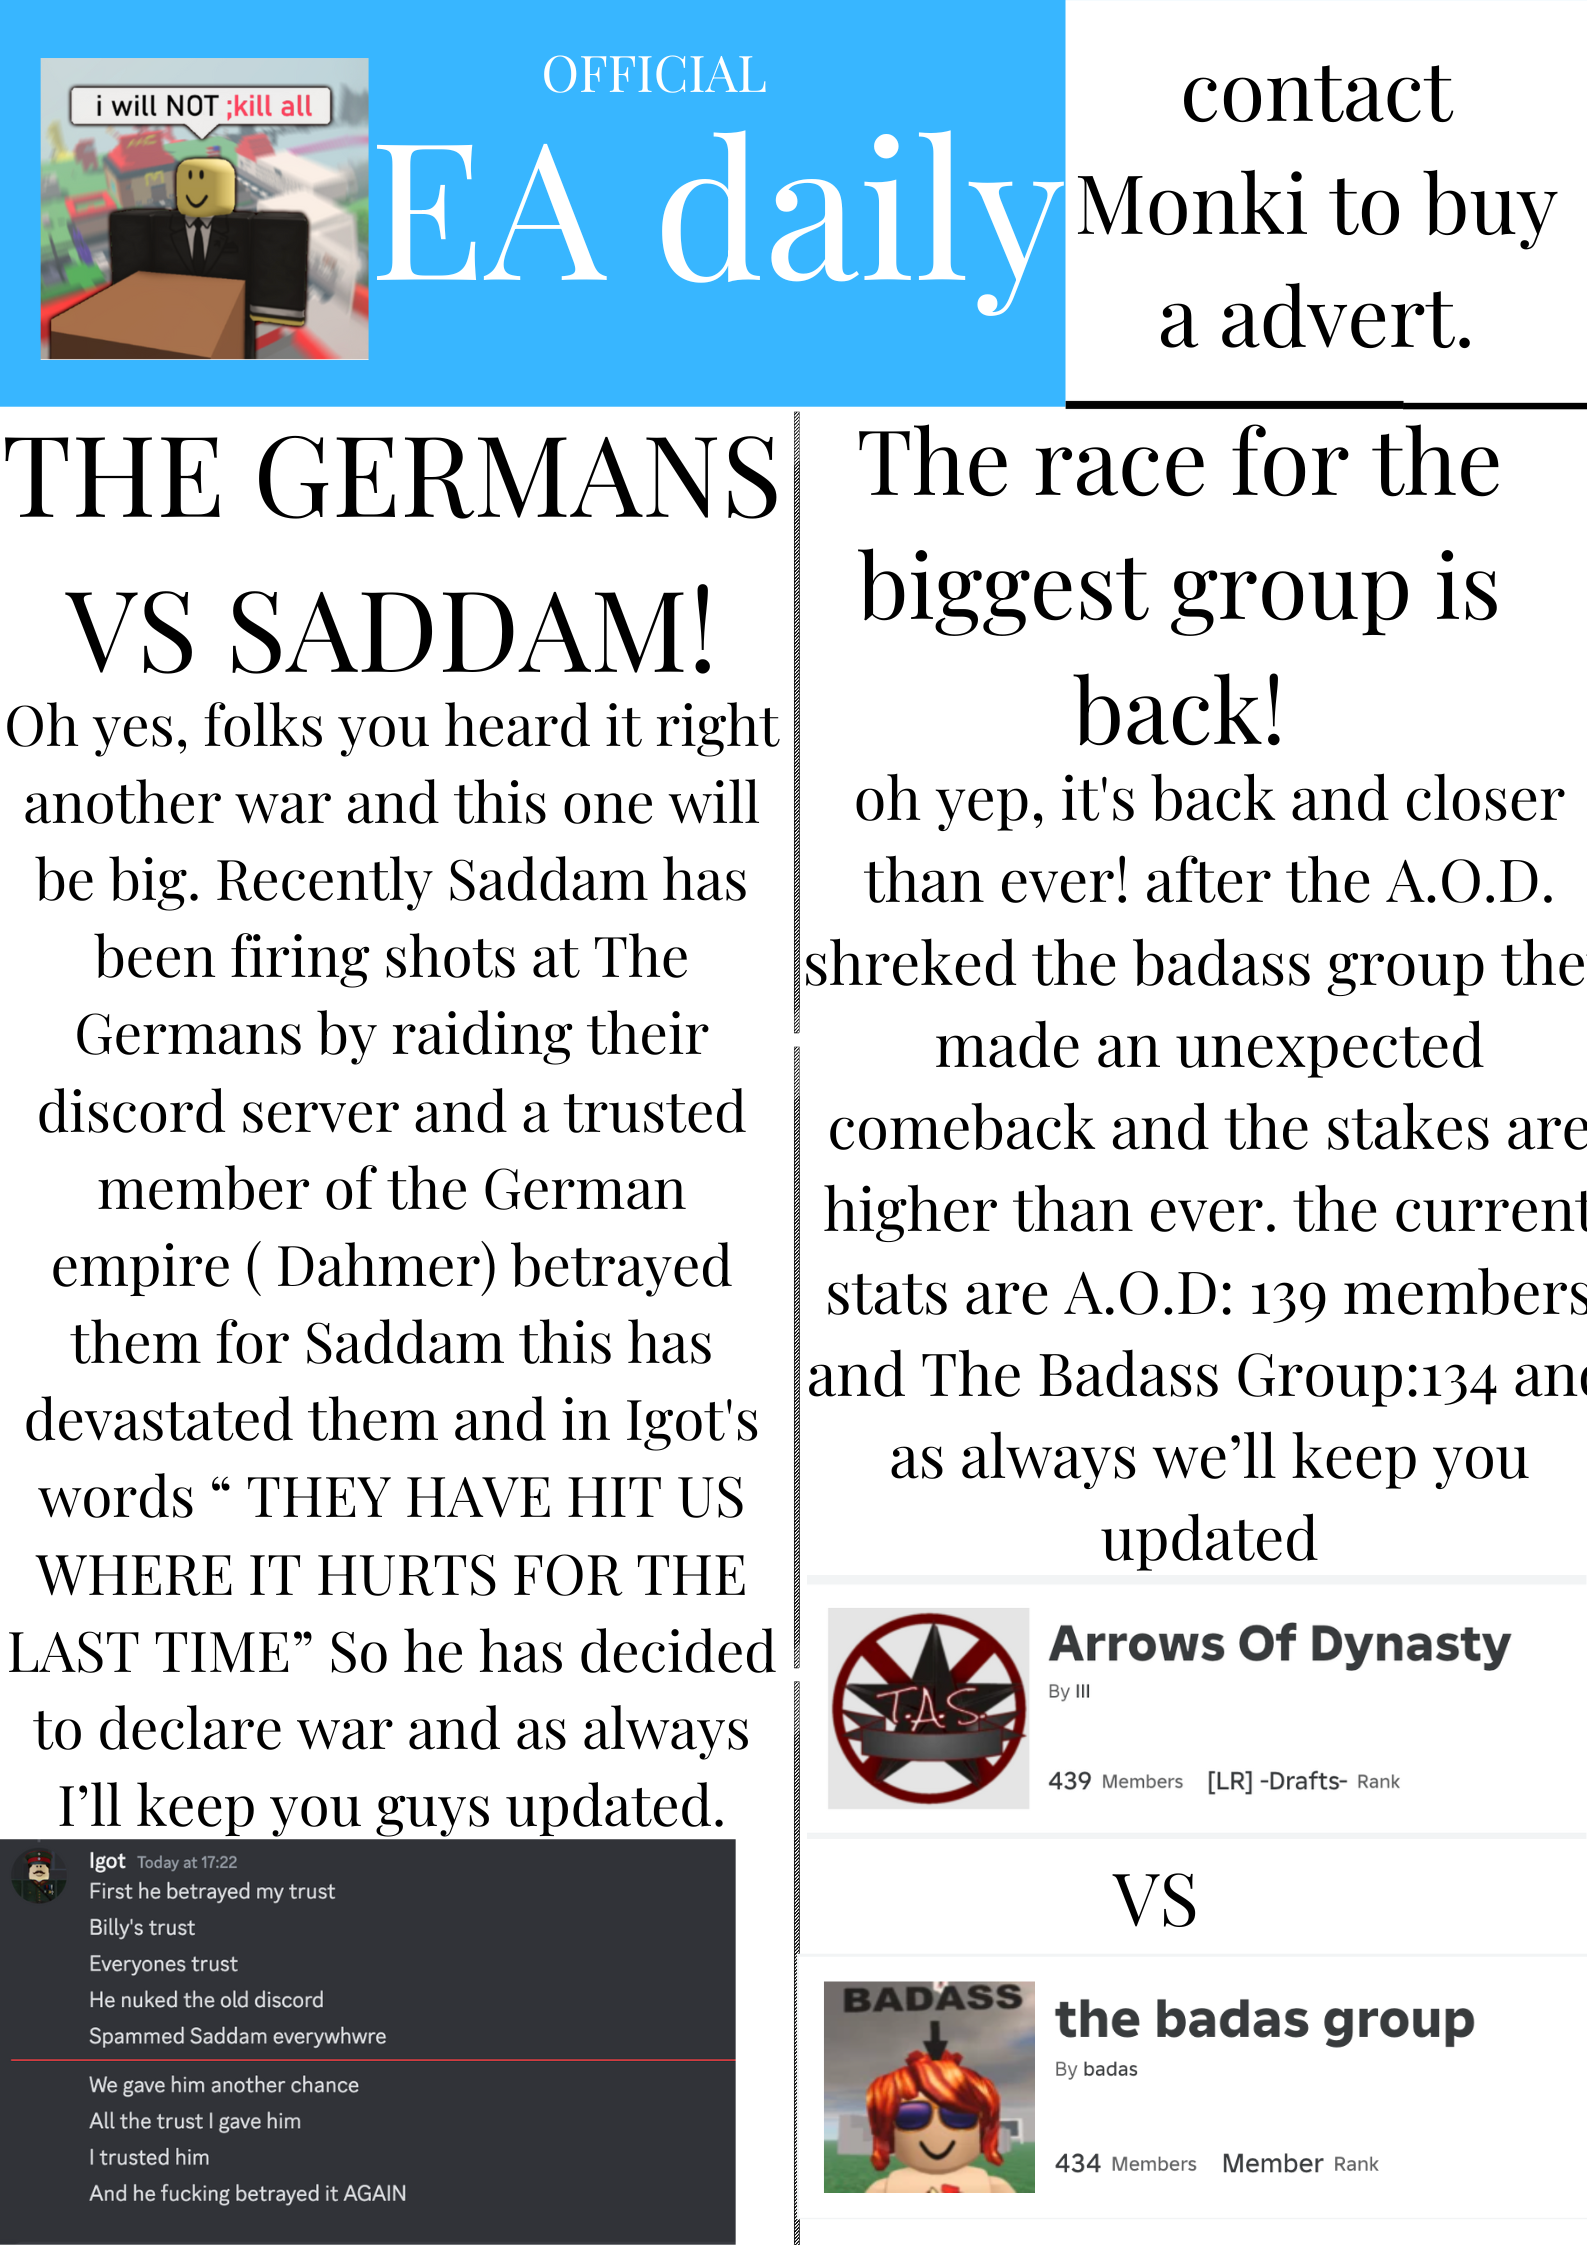 i will NOT ;kill all
OFFICIAL
EA daily
contact
Monki to buy
a advert.
THE GERMANS
VS SADDAM!
Oh yes, folks you heard it right
another war and this one will
be big. Recently Saddam has
been firing shots at The
Germans by raiding their
discord server and a trusted
member of the German
empire ( Dahmer) betrayed
them for Saddam this has
devastated them and in Igot's
words “ THEY HAVE HIT US
WHERE IT HURTS FOR THE
LAST TIME” So he has decided
to declare war and as always
I’ll keep you guys updated.
Igot Today at 17:22
First he betrayed my trust
Billy's trust
Everyones trust
He nuked the old discord
Spammed Saddam everywhwre
We gave him another chance
All the trust I gave him
I trusted him
And he fucking betrayed it AGAIN
The race for the
biggest group is
back!
oh yep, it's back and closer
than ever! after the A.O.D.
shreked the badass group the
made an unexpected
comeback and the stakes are
higher than ever. the current
stats are A.O.D: 139 members
and The Badass Group:134 and
as always we’ll keep you
updated
T.A.S.
Arrows Of Dynasty
By lll
439 Members [LR] -Drafts- Rank
VS
BADASS
the badas group
By badas
434 Members Member Rank